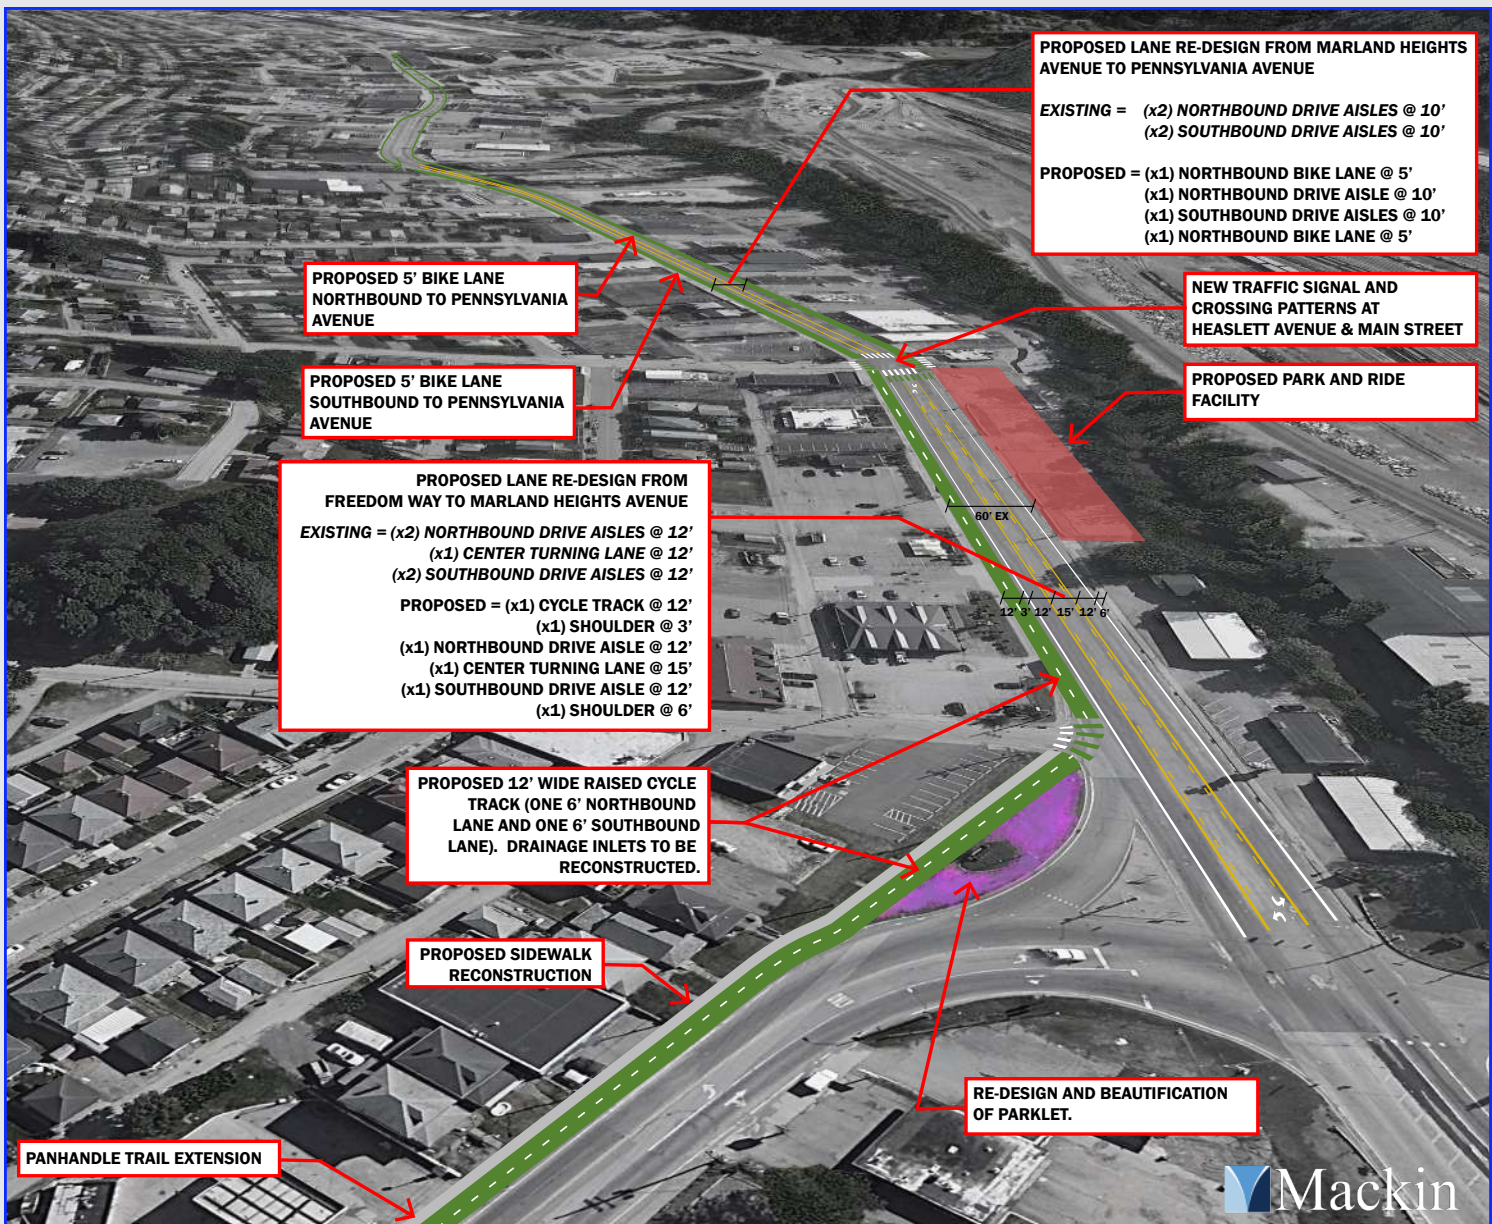 PROPOSED LANE RE-DESIGN FROM MARLAND HEIGHTS
AVENUE TO PENNSYLVANIA AVENUE
EXISTING = (x2) NORTHBOUND DRIVE AISLES @ 10'
(x2) SOUTHBOUND DRIVE AISLES @ 10'
PROPOSED = (x1) NORTHBOUND BIKE LANE @ 5'
(x1) NORTHBOUND DRIVE AISLE @ 10'
(x1) SOUTHBOUND DRIVE AISLES @ 10'
(x1) NORTHBOUND BIKE LANE @ 5'
PROPOSED 5' BIKE LANE
NORTHBOUND TO PENNSYLVANIA
AVENUE
NEW TRAFFIC SIGNAL AND
CROSSING PATTERNS AT
HEASLETT AVENUE & MAIN STREET
PROPOSED 5' BIKE LANE
SOUTHBOUND TO PENNSYLVANIA
AVENUE
PROPOSED PARK AND RIDE
FACILITY
PROPOSED LANE RE-DESIGN FROM
FREEDOM WAY TO MARLAND HEIGHTS AVENUE
EXISTING = (x2) NORTHBOUND DRIVE AISLES @ 12'
(x1) CENTER TURNING LANE @ 12'
(x2) SOUTHBOUND DRIVE AISLES @ 12'
PROPOSED = (x1) CYCLE TRACK @ 12'
(x1) SHOULDER @ 3'
(x1) NORTHBOUND DRIVE AISLE @ 12'
(x1) CENTER TURNING LANE @ 15'
(x1) SOUTHBOUND DRIVE AISLE @ 12'
(x1) SHOULDER @ 6'
60' EX
12' 3' 12' 15' 12' 6'
PROPOSED 12' WIDE RAISED CYCLE
TRACK (ONE 6' NORTHBOUND
LANE AND ONE 6' SOUTHBOUND
LANE). DRAINAGE INLETS TO BE
RECONSTRUCTED.
PROPOSED SIDEWALK
RECONSTRUCTION
RE-DESIGN AND BEAUTIFICATION
OF PARKLET.
PANHANDLE TRAIL EXTENSION
Mackin